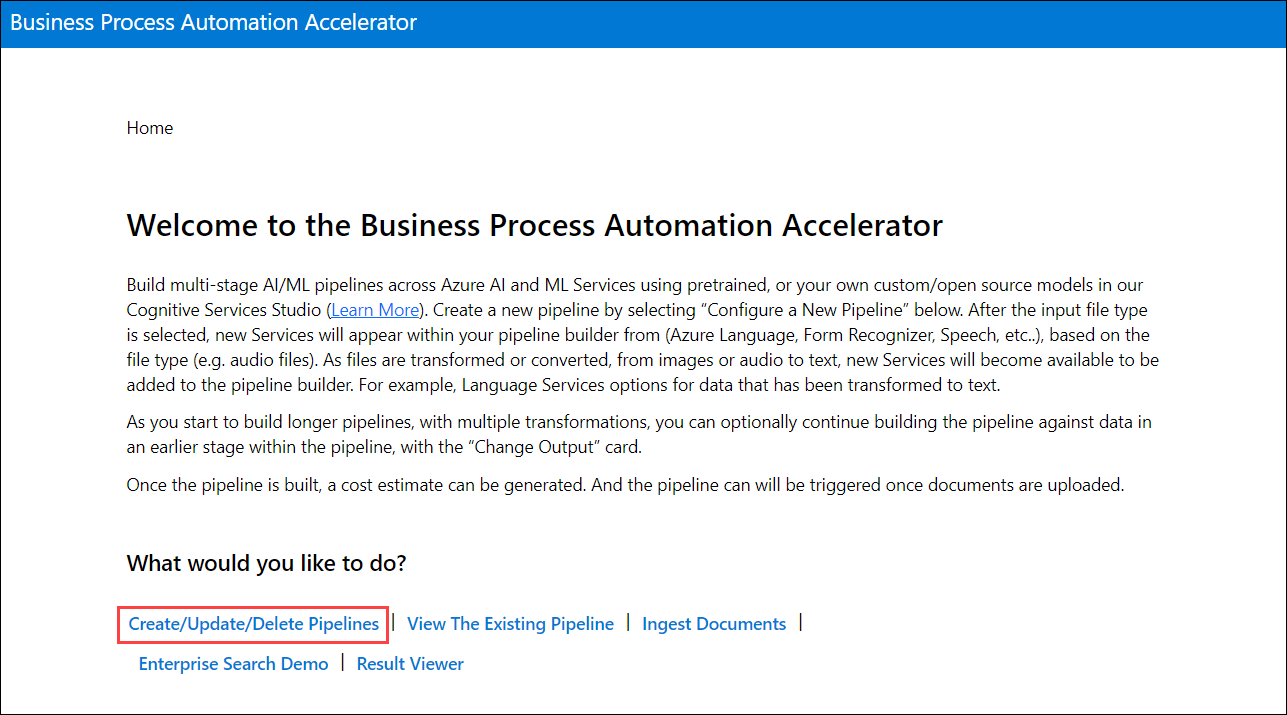 Business Process Automation Accelerator
Home
Welcome to the Business Process Automation Accelerator
Build multi-stage AI/ML pipelines across Azure AI and ML Services using pretrained, or your own custom/open source models in our
Cognitive Services Studio (Learn More). Create a new pipeline by selecting “Configure a New Pipeline” below. After the input file type
is selected, new Services will appear within your pipeline builder from (Azure Language, Form Recognizer, Speech, etc..), based on the
file type (e.g. audio files). As files are transformed or converted, from images or audio to text, new Services will become available to be
added to the pipeline builder. For example, Language Services options for data that has been transformed to text.
As you start to build longer pipelines, with multiple transformations, you can optionally continue building the pipeline against data in
an earlier stage within the pipeline, with the “Change Output” card.
Once the pipeline is built, a cost estimate can be generated. And the pipeline can will be triggered once documents are uploaded.
What would you like to do?
Create/Update/Delete Pipelines | View The Existing Pipeline | Ingest Documents |
Enterprise Search Demo | Result Viewer